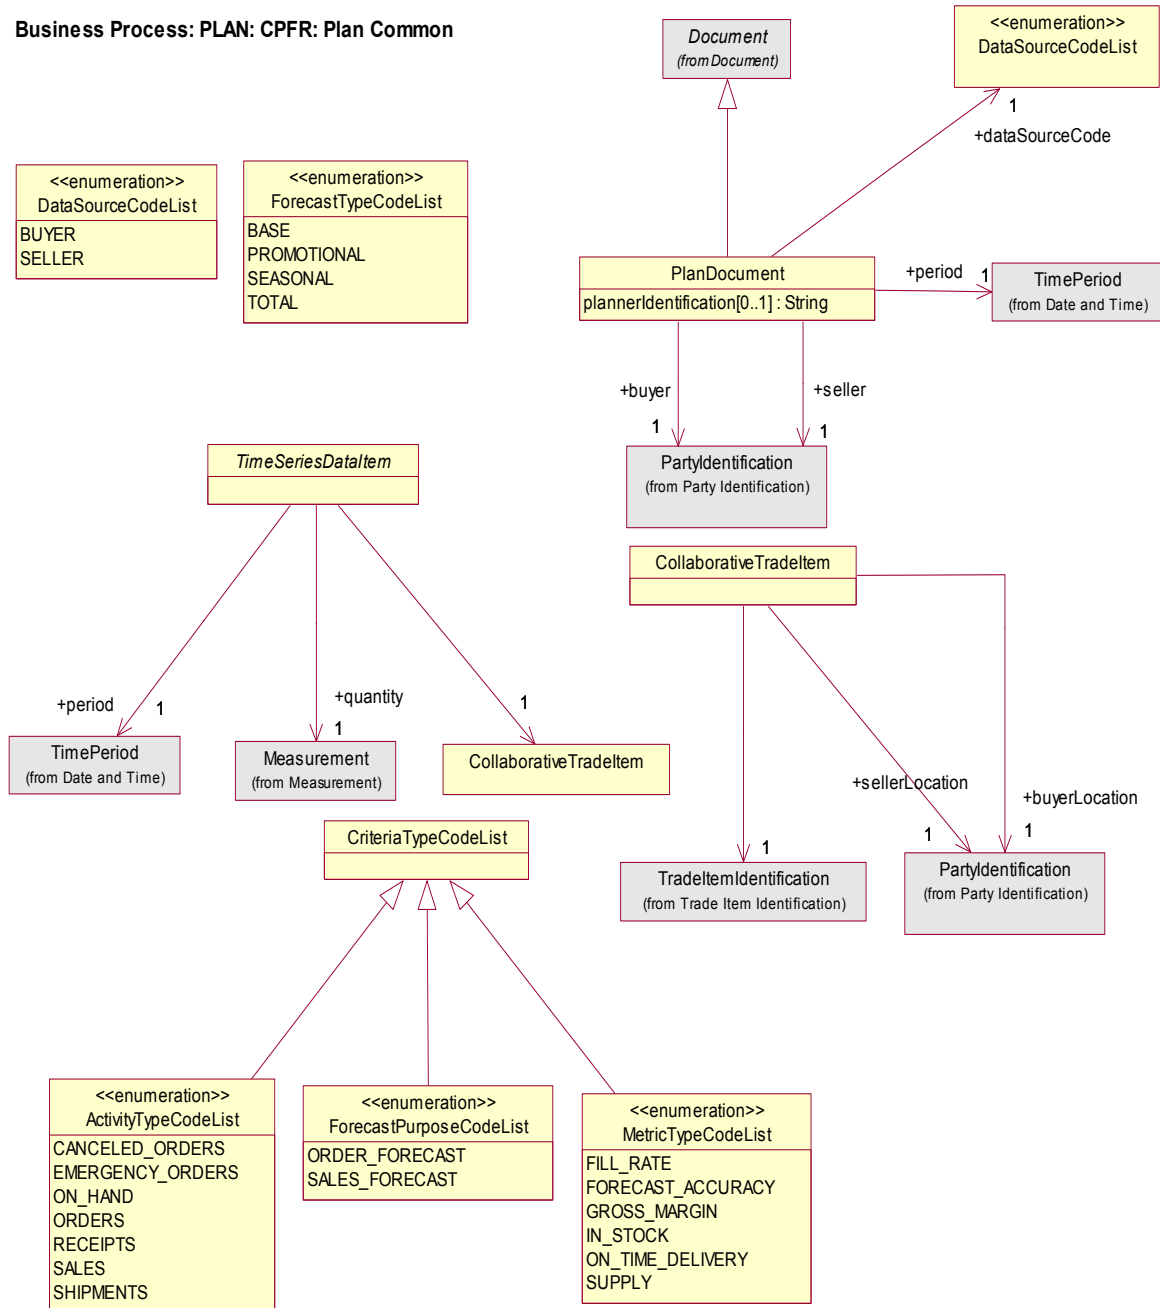 Business Process: PLAN: CPFR: Plan Common
Document
(from Document)
<<enumeration>>
DataSourceCodeList
1
+dataSourceCode
<<enumeration>>
DataSourceCodeList
BUYER
SELLER
<<enumeration>>
ForecastTypeCodeList
BASE
PROMOTIONAL
SEASONAL
TOTAL
PlanDocument
plannerIdentification[0..1] : String
+period
1
TimePeriod
(from Date and Time)
+buyer
1
+seller
1
PartyIdentification
(from Party Identification)
TimeSeriesDataItem
+period
1
+quantity
1
1
TimePeriod
(from Date and Time)
Measurement
(from Measurement)
CollaborativeTradeItem
CollaborativeTradeItem
+sellerLocation
+buyerLocation
1
1
1
TradeItemIdentification
(from Trade Item Identification)
PartyIdentification
(from Party Identification)
CriteriaTypeCodeList
<<enumeration>>
ActivityTypeCodeList
CANCELED_ORDERS
EMERGENCY_ORDERS
ON_HAND
ORDERS
RECEIPTS
SALES
SHIPMENTS
<<enumeration>>
ForecastPurposeCodeList
ORDER_FORECAST
SALES_FORECAST
<<enumeration>>
MetricTypeCodeList
FILL_RATE
FORECAST_ACCURACY
GROSS_MARGIN
IN_STOCK
ON_TIME_DELIVERY
SUPPLY